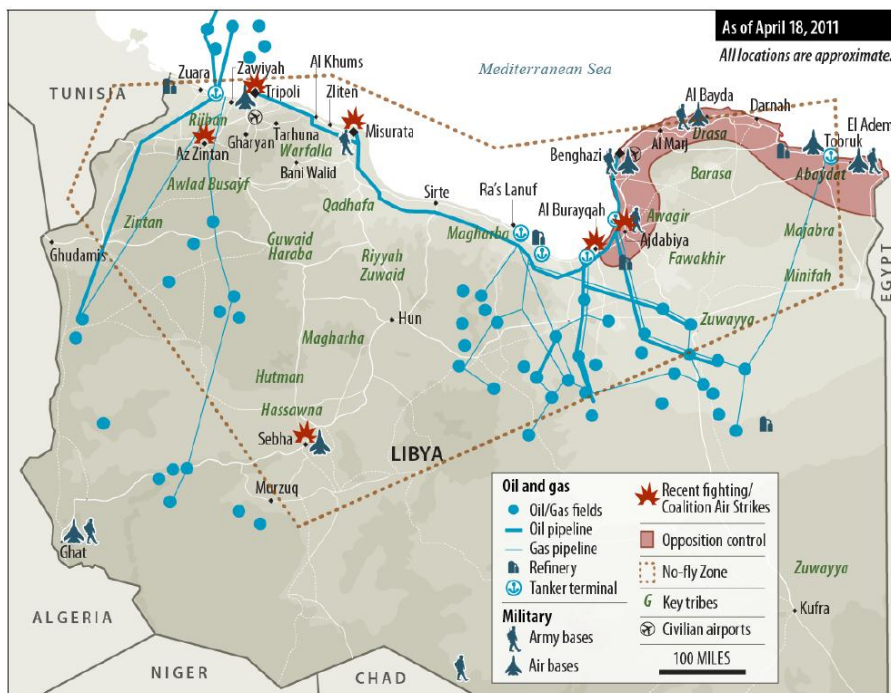 As of April 18, 2011
All locations are approximate.
Mediterranean Sea
TUNISIA
Zuara
Zawiyah
Tripoli
Al Khums
Zliten
Misurata
Riban
Gharyan
Tarhuna
Warfalla
Az Zintan
Bani Walid
Awlad Busayf
Qadhafa
Sirte
Ra's Lanuf
Zintan
Ghudamis
Guwaid
Haraba
Riyyah
Zuwaid
Magharba
Al Bayda
Darnah
Drasa
El Adem
Tobruk
Benghazi
Al Marj
Barasa
Abaydat
Al Burayqah
Awagir
Ajdabiya
Majabra
Fawakhir
Minifah
EGYPT
Zuwayya
Hun
Magharha
Hutman
Hassawna
Sebha
LIBYA
Murzuq
Ghat
ALGERIA
NIGER
CHAD
Zuwayya
Kufra
Oil and gas
Oil/Gas fields
Oil pipeline
Gas pipeline
Refinery
Tanker terminal
Military
Army bases
Air bases
Recent fighting/
Coalition Air Strikes
Opposition control
No-fly Zone
G Key tribes
Civilian airports
100 MILES